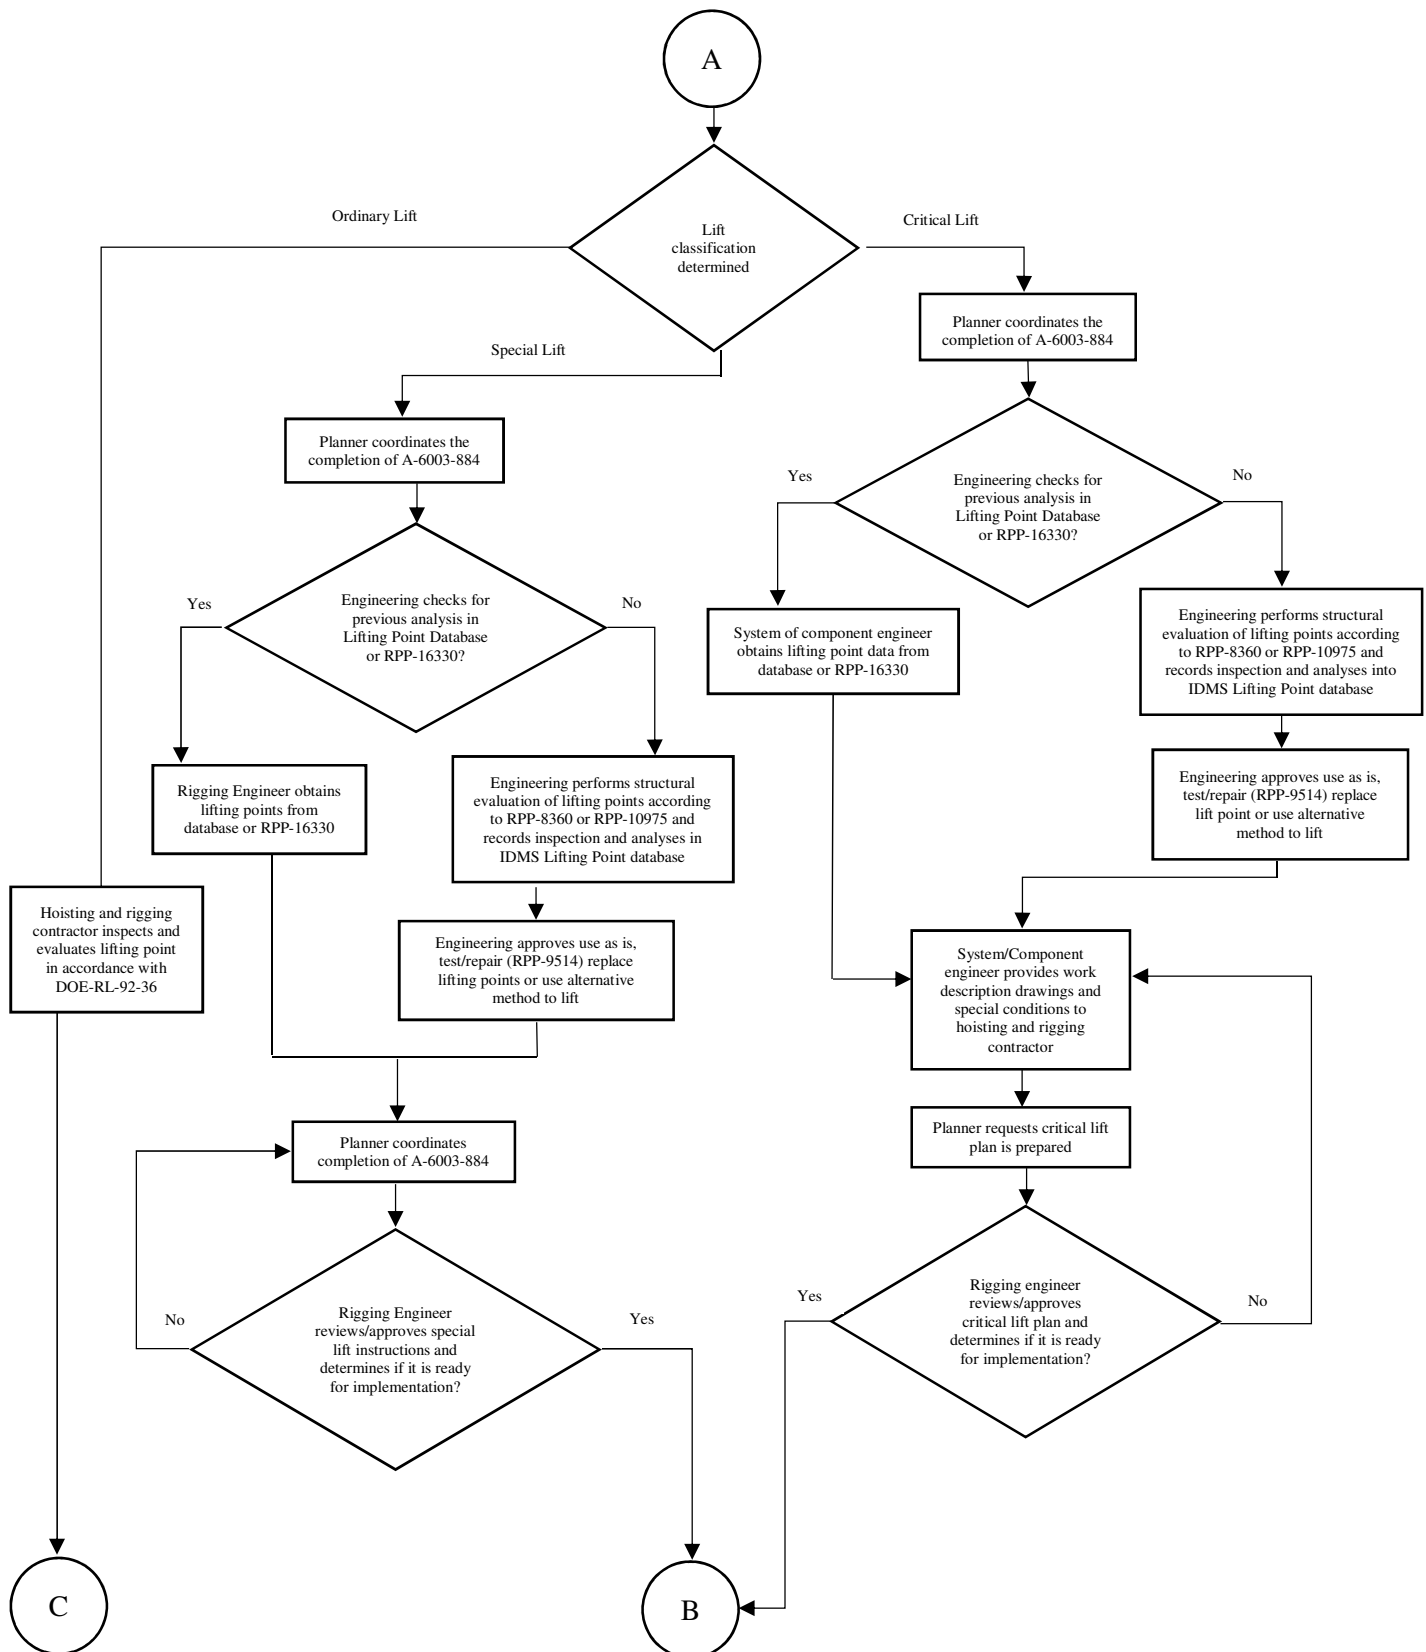 A
Lift
classification
determined
Ordinary Lift
Critical Lift
Special Lift
Planner coordinates the
completion of A-6003-884
Planner coordinates the
completion of A-6003-884
Yes
Engineering checks for
previous analysis in
Lifting Point Database
or RPP-16330?
No
Yes
Engineering checks for
previous analysis in
Lifting Point Database
or RPP-16330?
No
System of component engineer
obtains lifting point data from
database or RPP-16330
Engineering performs structural
evaluation of lifting points according
to RPP-8360 or RPP-10975 and
records inspection and analyses into
IDMS Lifting Point database
Rigging Engineer obtains
lifting points from
database or RPP-16330
Engineering performs structural
evaluation of lifting points according
to RPP-8360 or RPP-10975 and
records inspection and analyses in
IDMS Lifting Point database
Engineering approves use as is,
test/repair (RPP-9514) replace
lift point or use alternative
method to lift
Hoisting and rigging
contractor inspects and
evaluates lifting point
in accordance with
DOE-RL-92-36
Engineering approves use as is,
test/repair (RPP-9514) replace
lifting points or use alternative
method to lift
System/Component
engineer provides work
description drawings and
special conditions to
hoisting and rigging
contractor
Planner coordinates
completion of A-6003-884
Planner requests critical lift
plan is prepared
No
Rigging Engineer
reviews/approves special
lift instructions and
determines if it is ready
for implementation?
Yes
Yes
Rigging engineer
reviews/approves
critical lift plan and
determines if it is ready
for implementation?
No
C
B